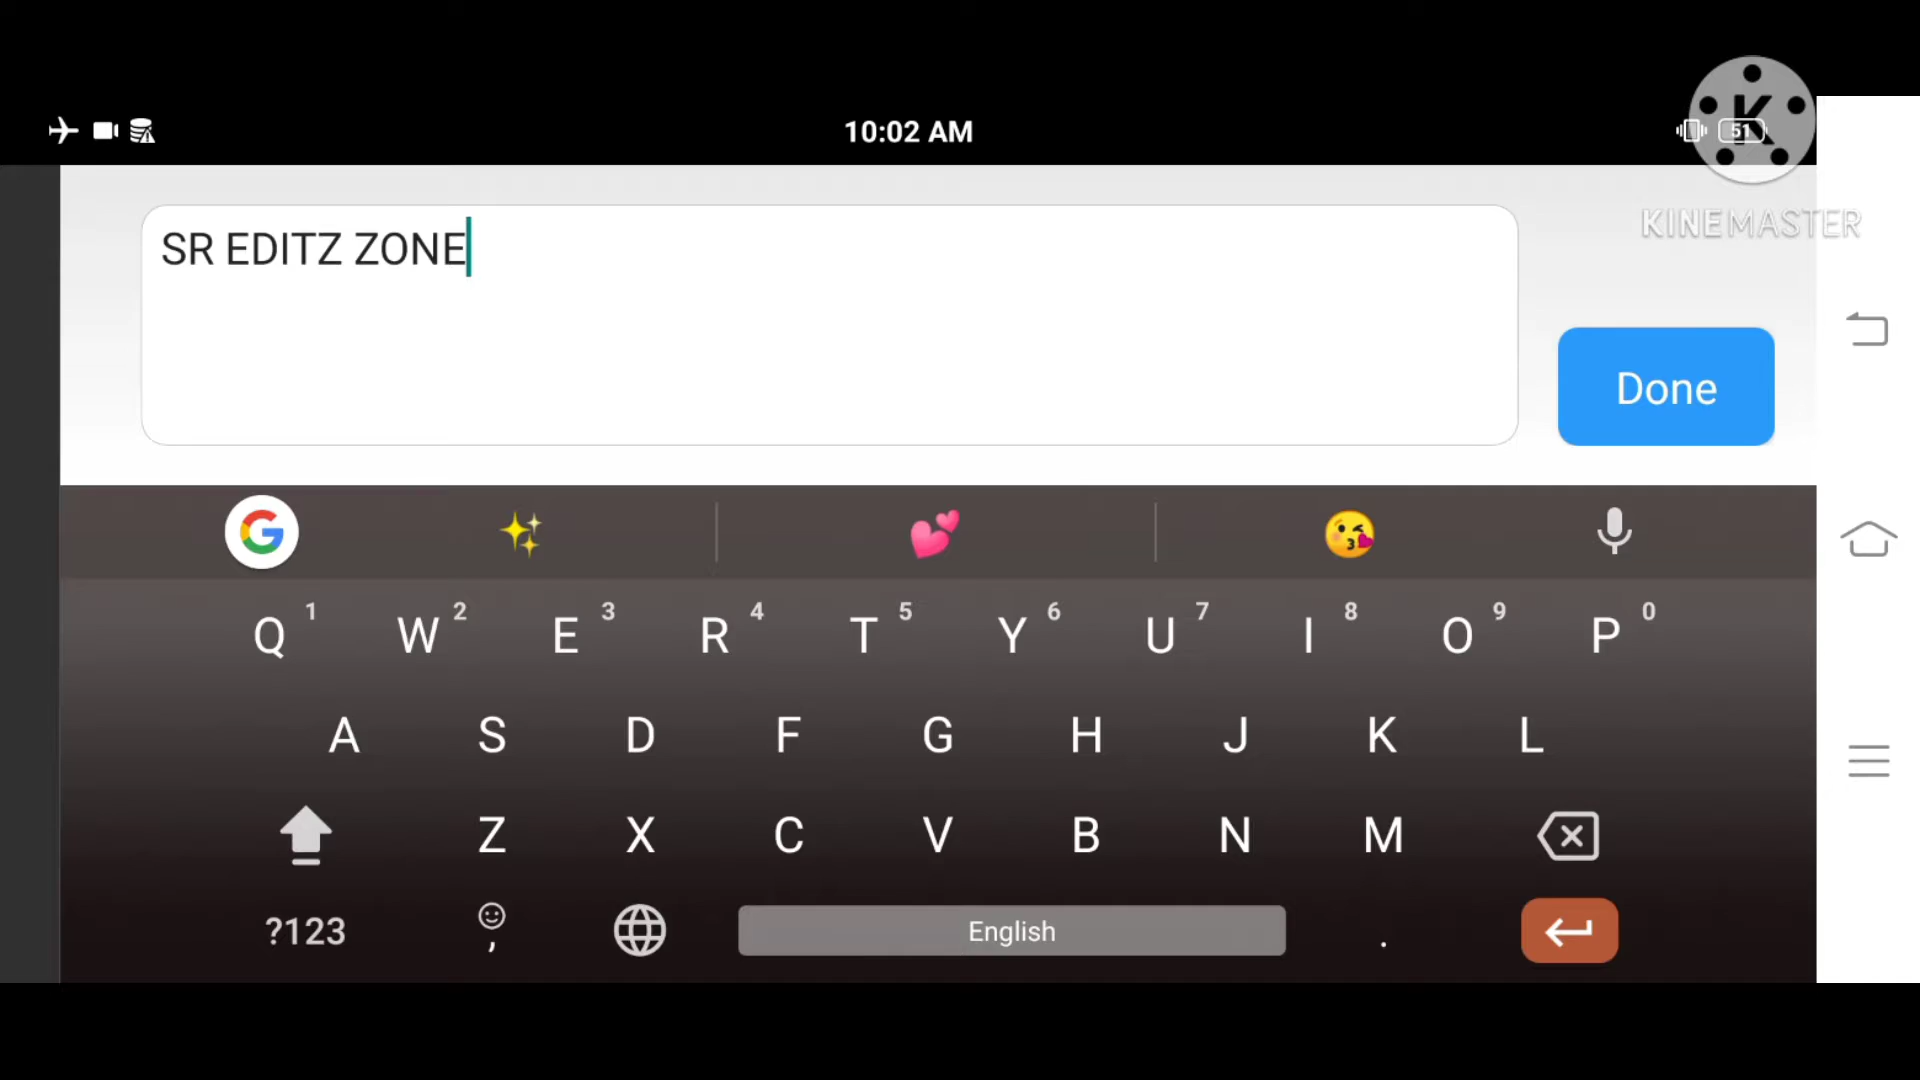 10:02 AM
51
K
KINEMASTER
SR EDITZ ZONE
Done
G
Q 1 W 2 E 3 R 4 T 5 Y 6 U 7 I 8 O 9 P 0
A S D F G H J K L
Z X C V B N M
?123 , English .